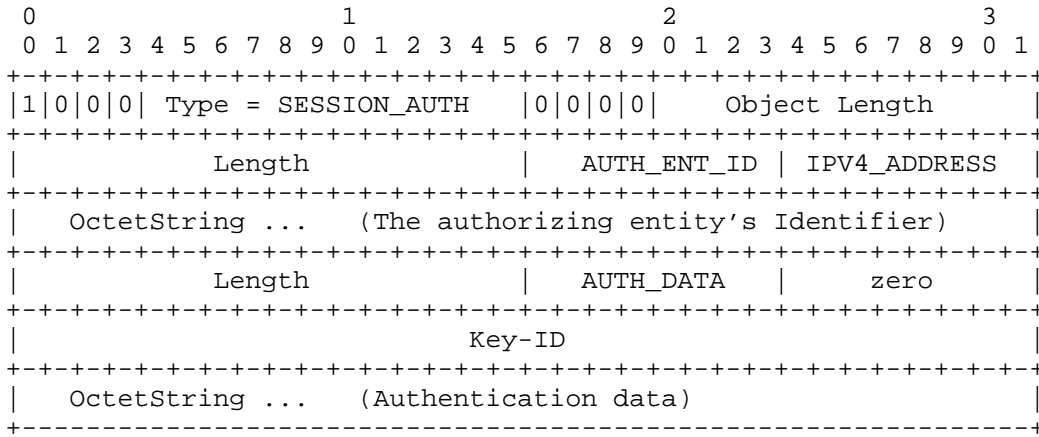 0                   1                   2                   3
 0 1 2 3 4 5 6 7 8 9 0 1 2 3 4 5 6 7 8 9 0 1 2 3 4 5 6 7 8 9 0 1
+-+-+-+-+-+-+-+-+-+-+-+-+-+-+-+-+-+-+-+-+-+-+-+-+-+-+-+-+-+-+-+-+
|1|0|0|0| Type = SESSION_AUTH   |0|0|0|0|    Object Length      |
+-+-+-+-+-+-+-+-+-+-+-+-+-+-+-+-+-+-+-+-+-+-+-+-+-+-+-+-+-+-+-+-+
|            Length             |   AUTH_ENT_ID | IPV4_ADDRESS  |
+-+-+-+-+-+-+-+-+-+-+-+-+-+-+-+-+-+-+-+-+-+-+-+-+-+-+-+-+-+-+-+-+
|   OctetString ...  (The authorizing entity’s Identifier)      |
+-+-+-+-+-+-+-+-+-+-+-+-+-+-+-+-+-+-+-+-+-+-+-+-+-+-+-+-+-+-+-+-+
|            Length             |   AUTH_DATA   |     zero      |
+-+-+-+-+-+-+-+-+-+-+-+-+-+-+-+-+-+-+-+-+-+-+-+-+-+-+-+-+-+-+-+-+
|                            Key-ID                             |
+-+-+-+-+-+-+-+-+-+-+-+-+-+-+-+-+-+-+-+-+-+-+-+-+-+-+-+-+-+-+-+-+
|   OctetString ...  (Authentication data)                      |
+---------------------------------------------------------------+